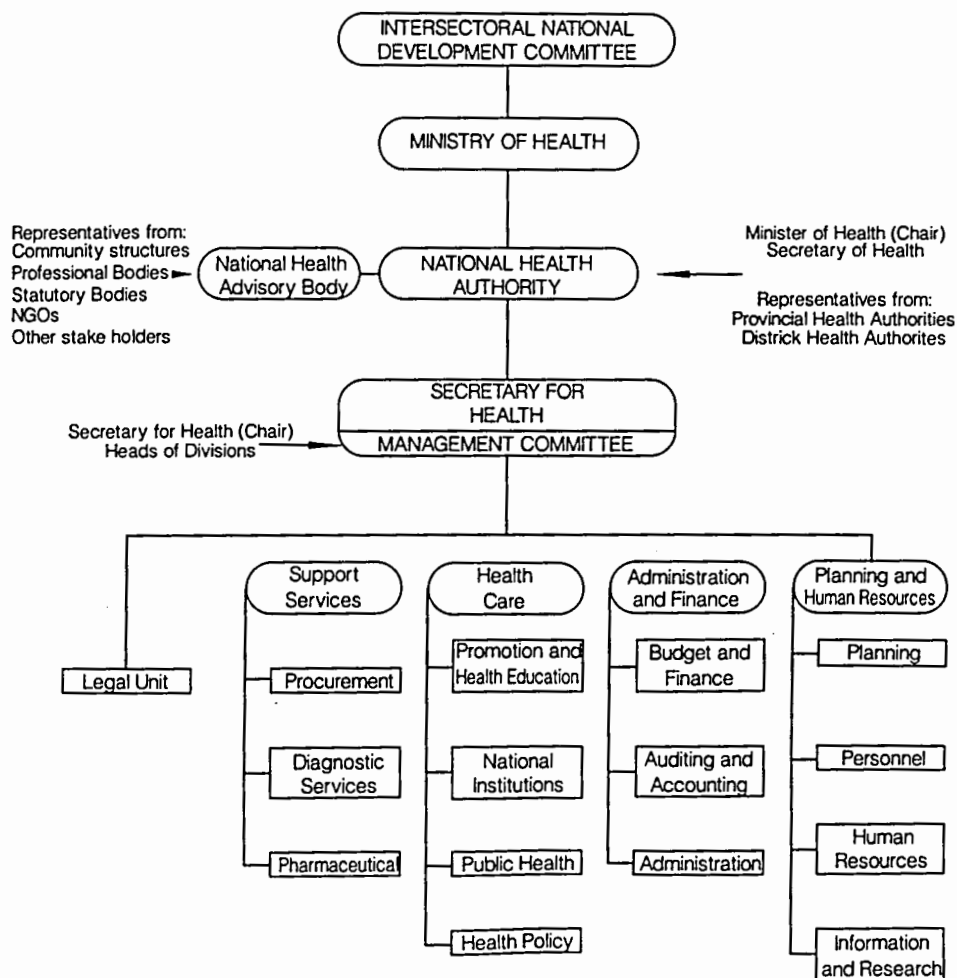 INTERSECTORAL NATIONAL
DEVELOPMENT COMMITTEE
MINISTRY OF HEALTH
Representatives from:
Community structures
Professional Bodies
Statutory Bodies
NGOs
Other stake holders
National Health
Advisory Body
NATIONAL HEALTH
AUTHORITY
Minister of Health (Chair)
Secretary of Health
Representatives from:
Provincial Health Authorities
Districk Health Authorites
SECRETARY FOR
HEALTH
MANAGEMENT COMMITTEE
Secretary for Health (Chair)
Heads of Divisions
Legal Unit
Support
Services
Procurement
Diagnostic
Services
Pharmaceutical
Health
Care
Promotion and
Health Education
National
Institutions
Public Health
Health Policy
Administration
and Finance
Budget and
Finance
Auditing and
Accounting
Administration
Planning and
Human Resources
Planning
Personnel
Human
Resources
Information
and Research